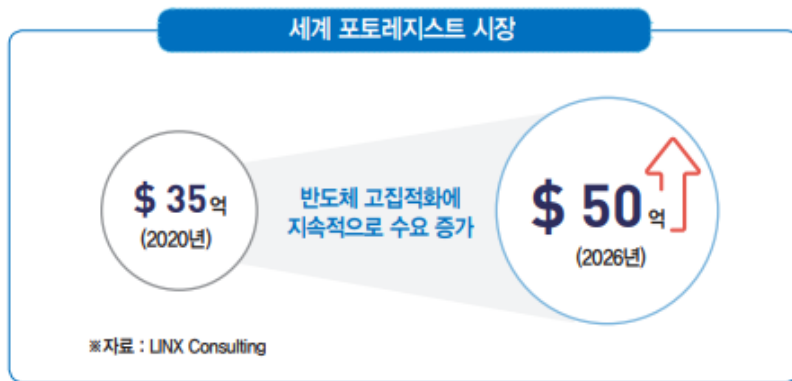 세계 포토레지스트 시장
$ 35억
(2020년)
반도체 고집적화에
지속적으로 수요 증가
$ 50억
(2026년)
※자료 : LINX Consulting